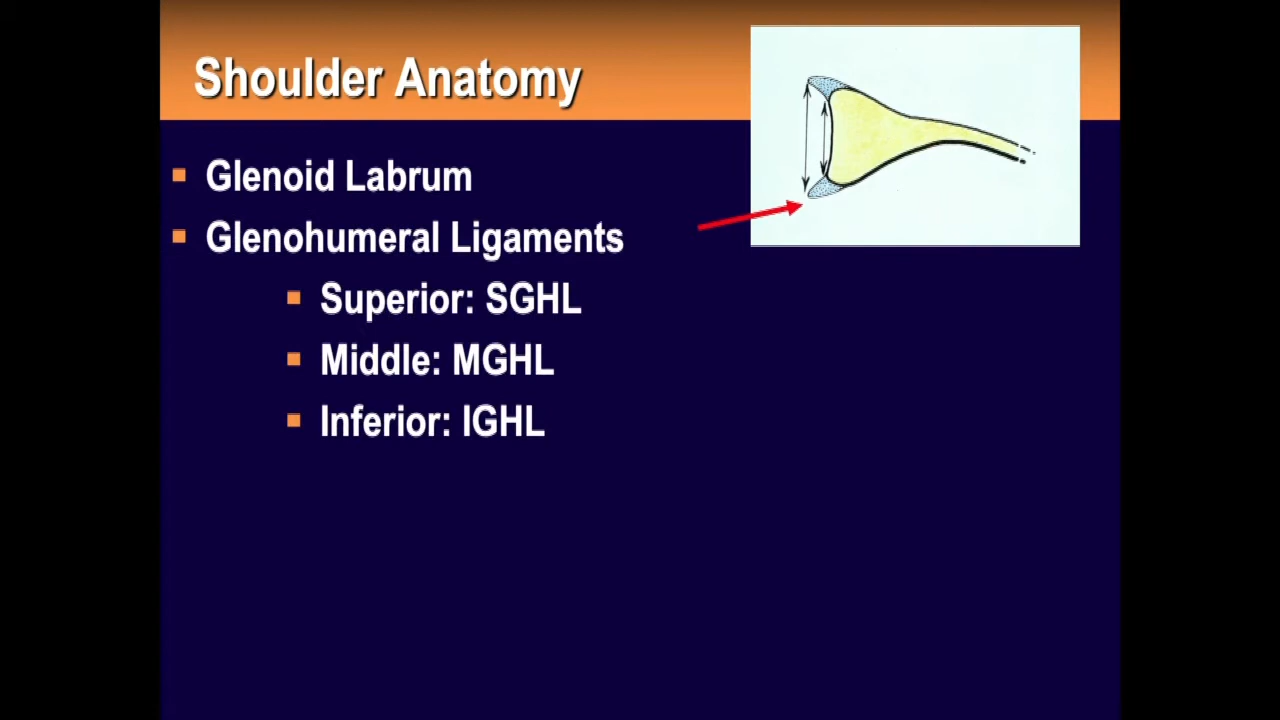 Shoulder Anatomy
Glenoid Labrum
Glenohumeral Ligaments
Superior: SGHL
Middle: MGHL
Inferior: IGHL